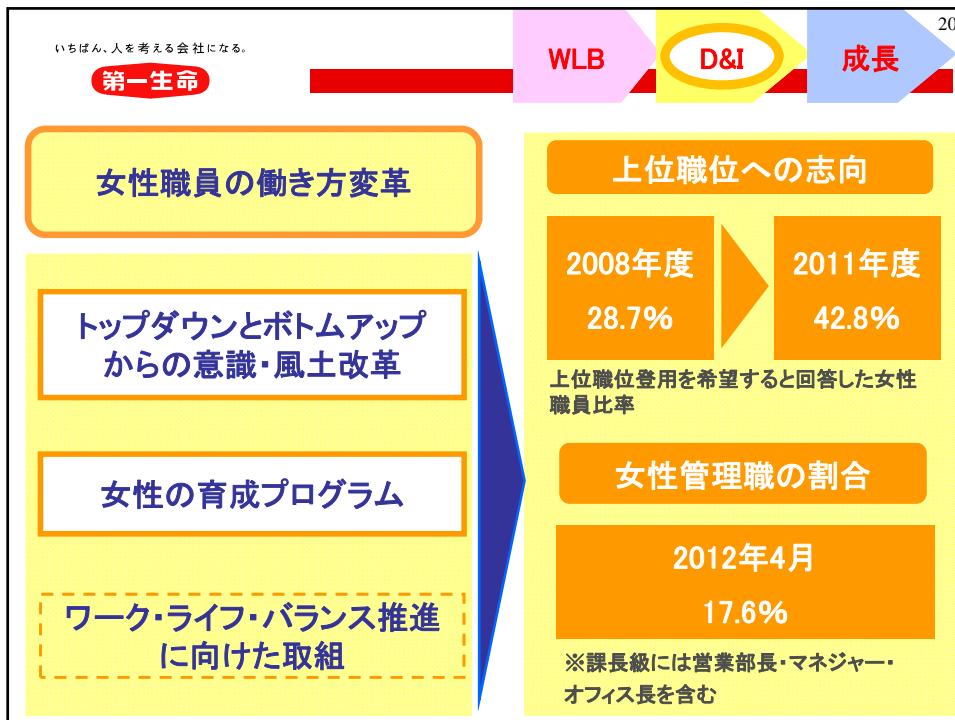 20
いちばん、人を考える会社になる。
第一生命
WLB
D&I
成長
女性職員の働き方変革
トップダウンとボトムアップ
からの意識・風土改革
女性の育成プログラム
ワーク・ライフ・バランス推進
に向けた取組
上位職位への志向
2008年度
28.7%
2011年度
42.8%
上位職位登用を希望すると回答した女性
職員比率
女性管理職の割合
2012年4月
17.6%
※課長級には営業部長・マネジャー・
オフィス長を含む